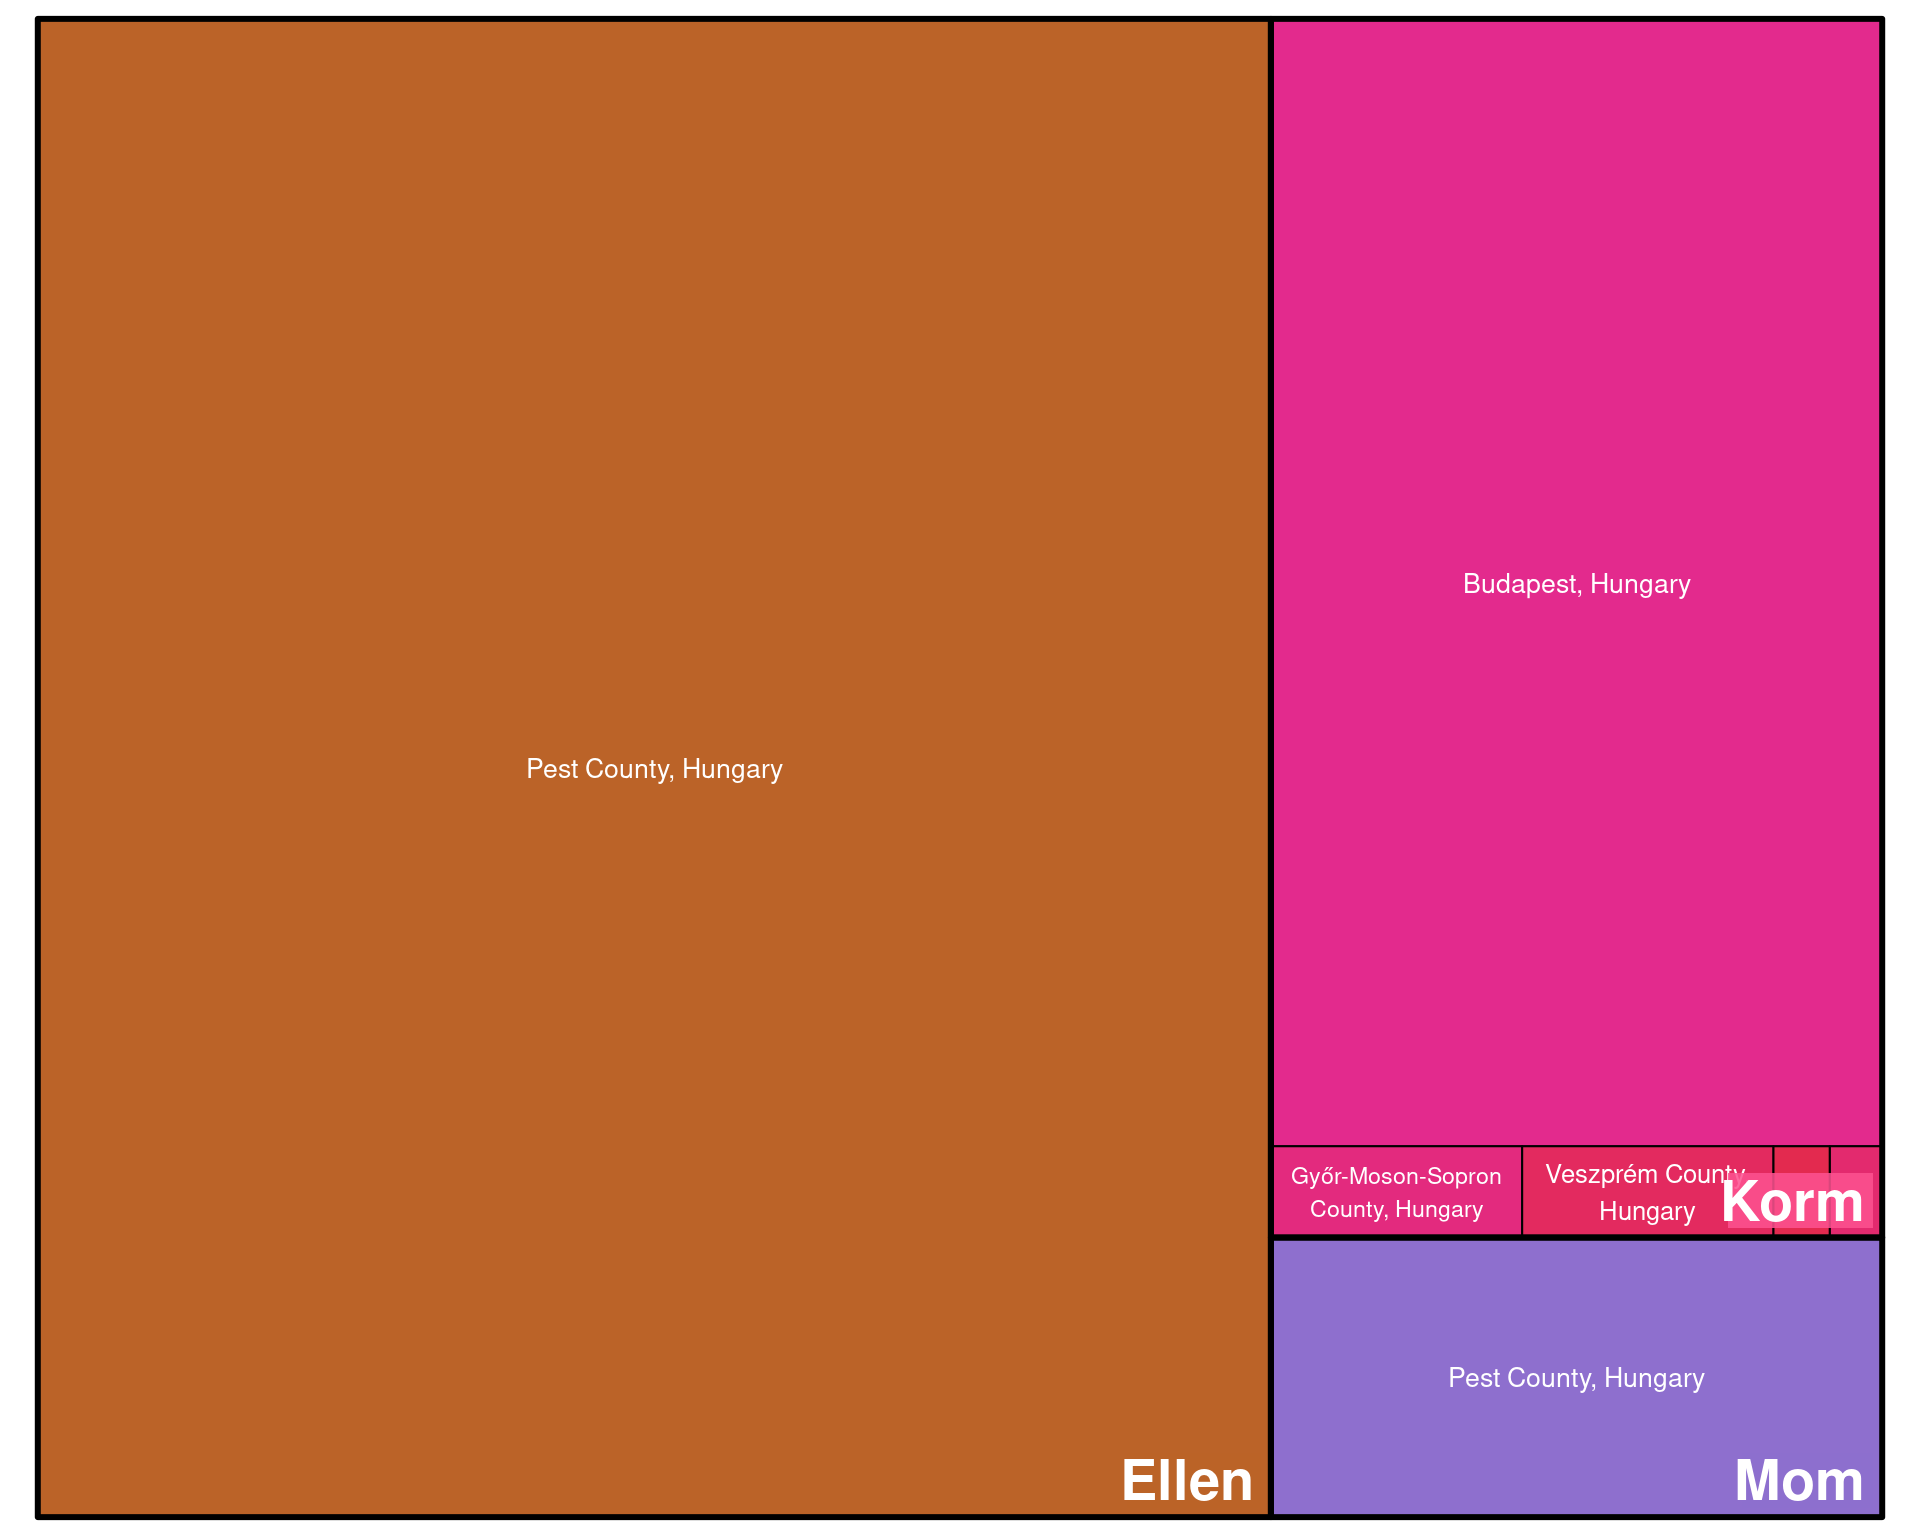 Budapest, Hungary
Pest County, Hungary
Győr-Moson-Sopron
County, Hungary
Veszprém County,
Hungary
Korm
Pest County, Hungary
Ellen
Mom